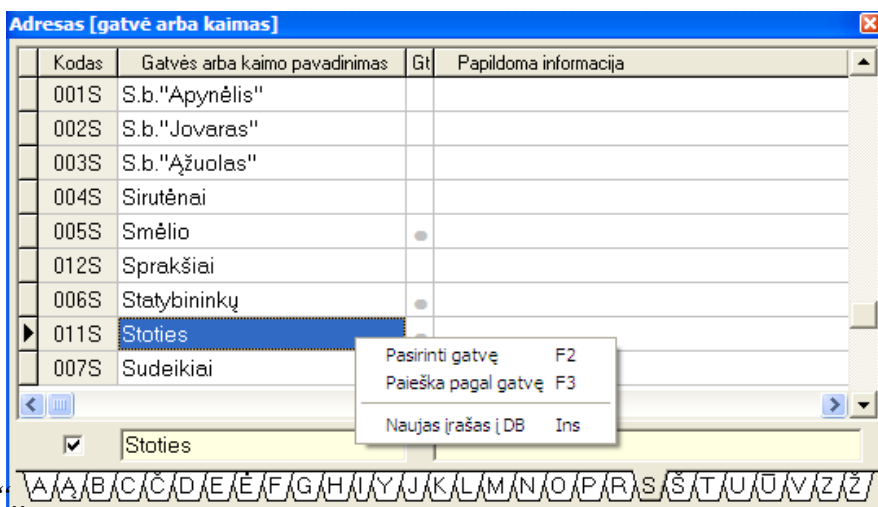 Adresas [gatvė arba kaimas]
Kodas Gatvės arba kaimo pavadinimas Gt Papildoma informacija
001S S.b."Apynėlis"
002S S.b."Jovaras"
003S S.b."Ąžuolas"
004S Sirutėnai
005S Smėlio
012S Sprakšiai
006S Statybininkų
011S Stoties
007S Sudeikiai
Pasirinti gatvę F2
Paieška pagal gatvę F3
Naujas įrašas į DB Ins
Stoties
“ A Ą B C Č D E Ė F G H I Y J K L M N O P R S Š T U Ū V Z Ž